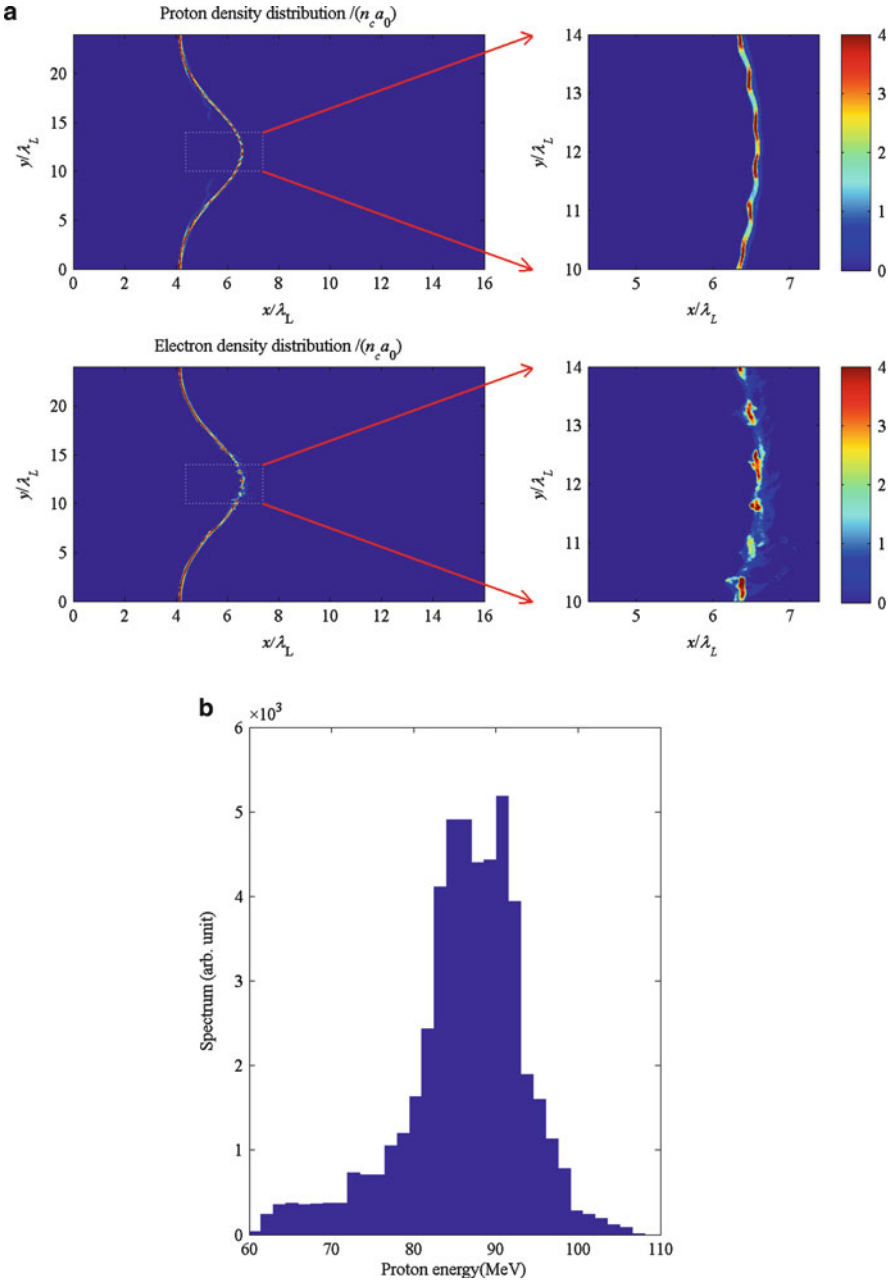 a
Proton density distribution /(n_c a_0)
20
15
10
5
0
y/λ_L
0 2 4 6 8 10 12 14 16
x/λ_L
14
13
12
11
10
y/λ_L
5 6 7
x/λ_L
4
3
2
1
0
Electron density distribution /(n_c a_0)
20
15
10
5
0
y/λ_L
0 2 4 6 8 10 12 14 16
x/λ_L
14
13
12
11
10
y/λ_L
5 6 7
x/λ_L
4
3
2
1
0
b
×10³
6
5
4
3
2
1
0
Spectrum (arb. unit)
60 70 80 90 100 110
Proton energy(MeV)